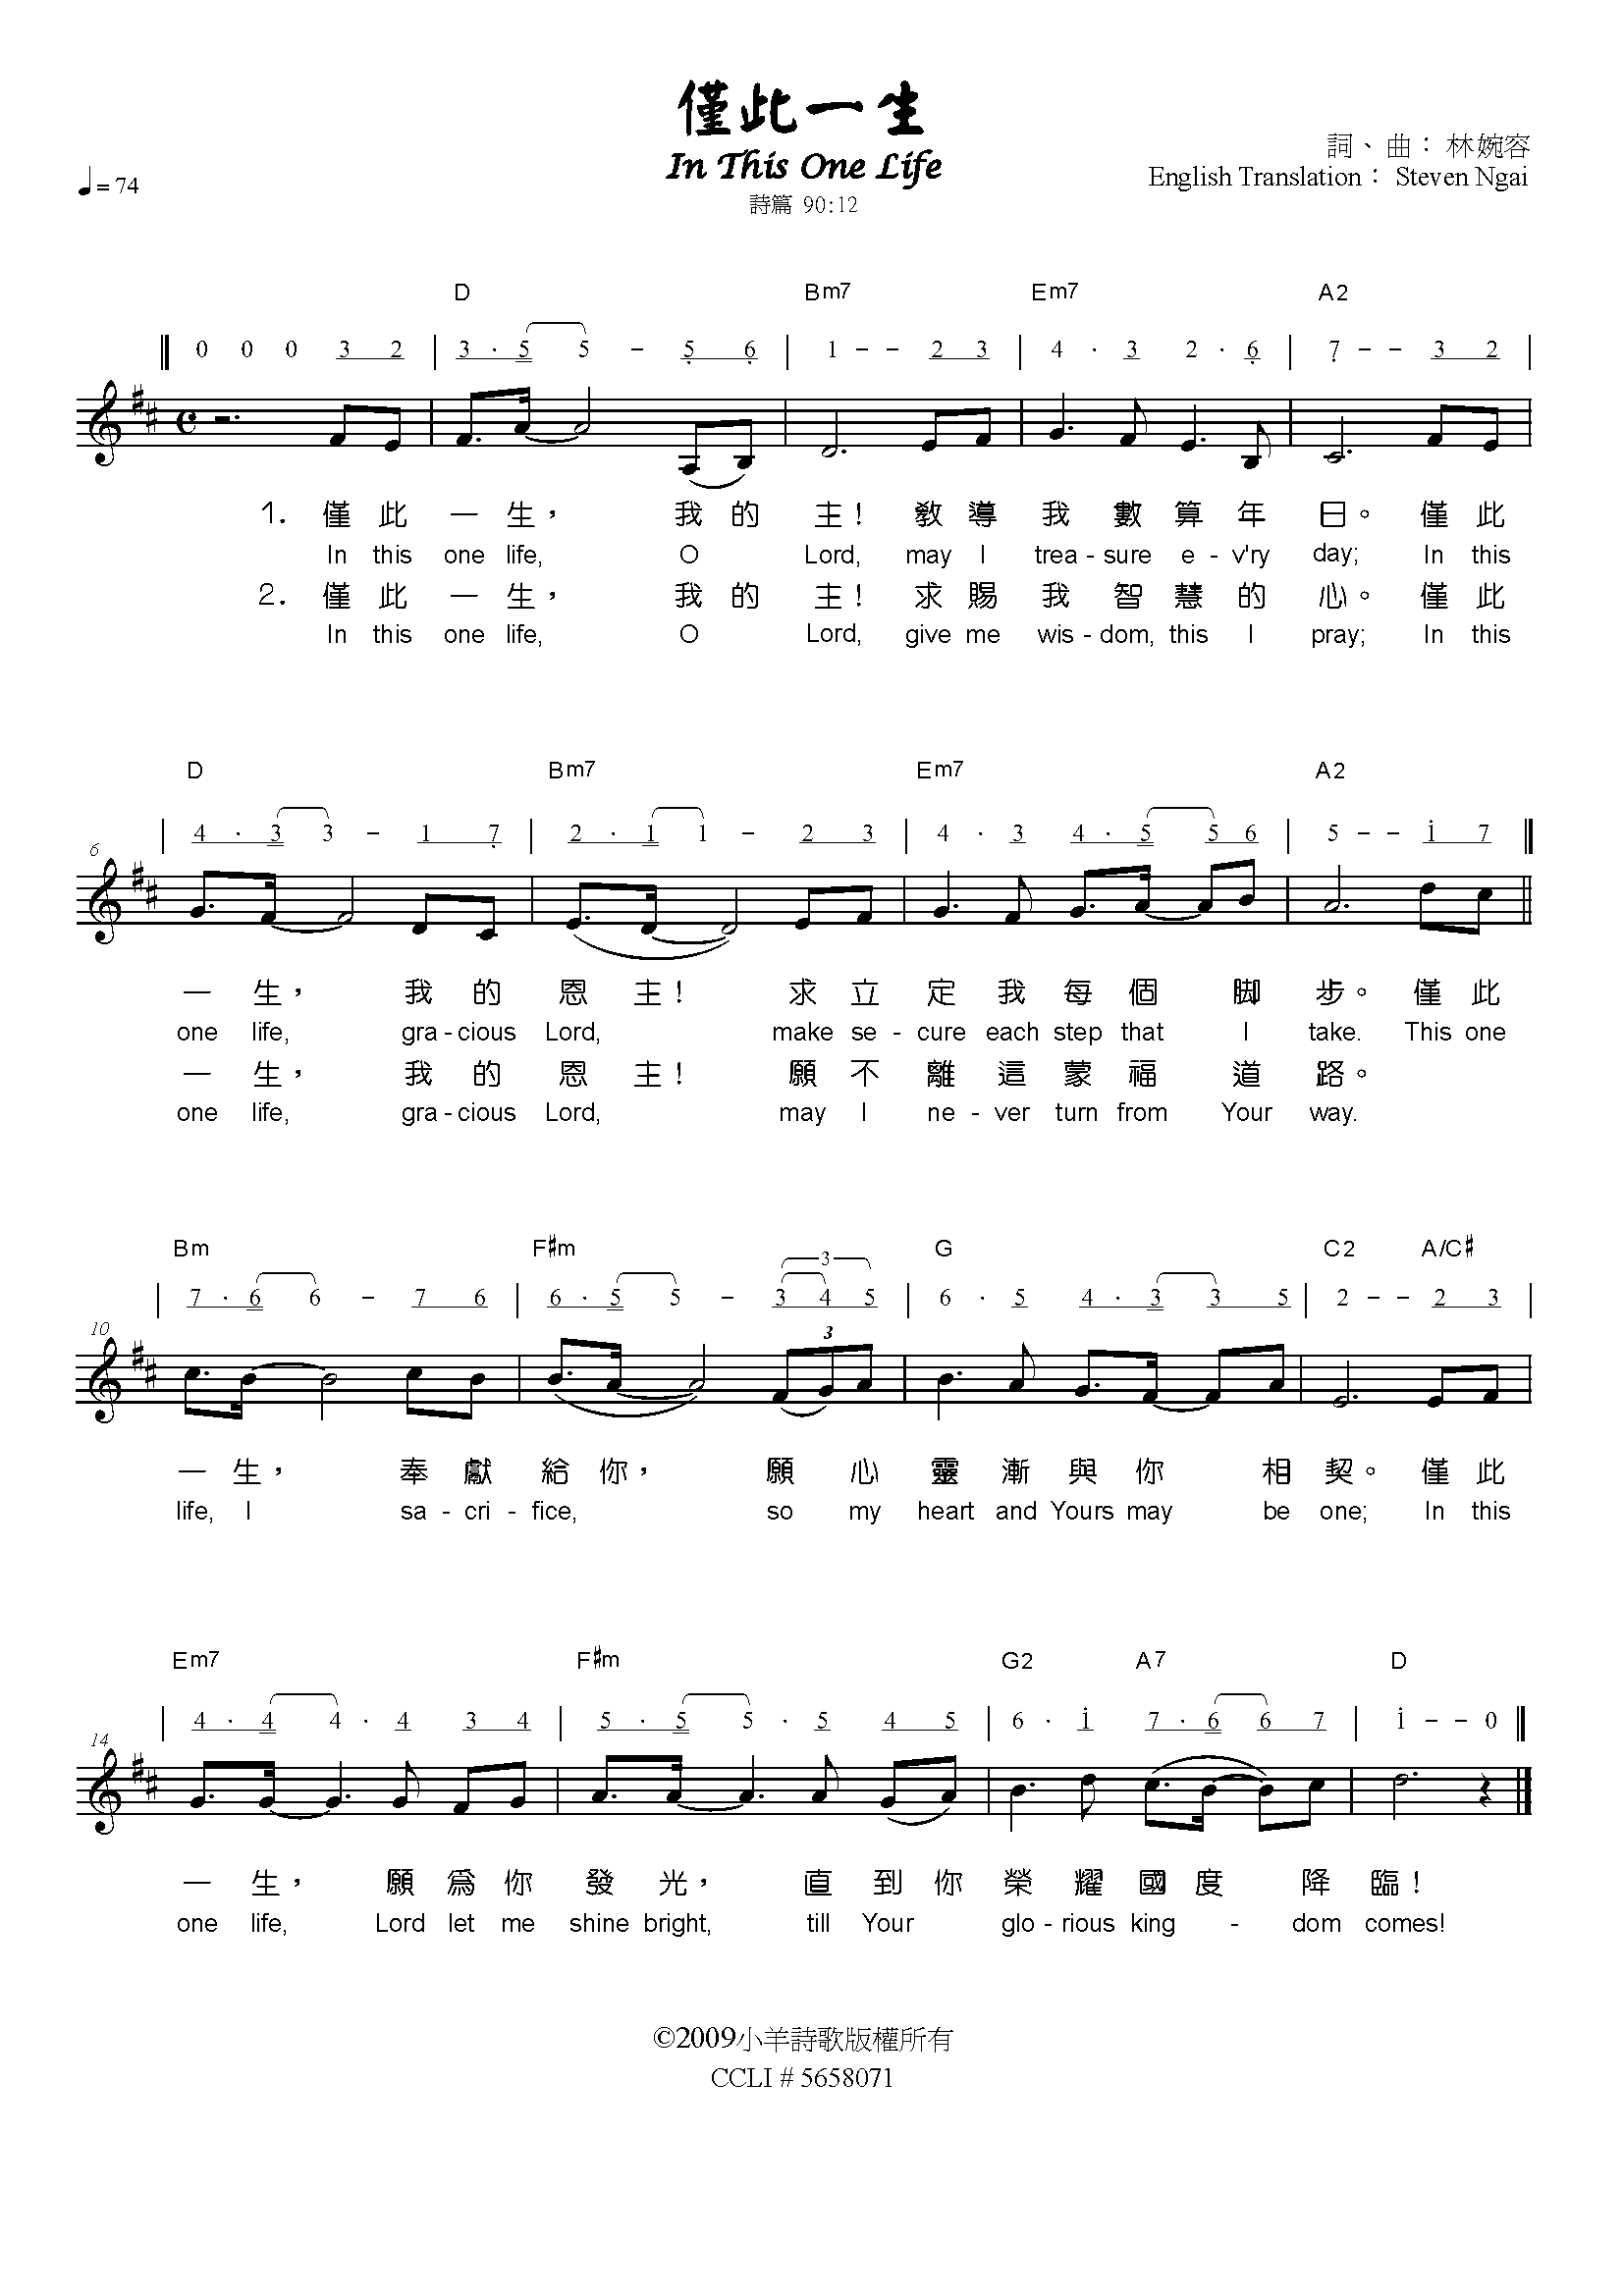 僅此一生
In This One Life
詩篇 90:12
詞、曲：林婉容
English Translation： Steven Ngai
♩= 74
D Bm7 Em7 A2
0 0 0 3 2 | 3 · 5 5 – 5 6 | 1 – – 2 3 | 4 · 3 2 · 6 | 7 – – 3 2 |
1. 僅此一生，我的主！教導我數算年日。僅此
In this one life, O Lord, may I trea - sure e - v'ry day; In this
2. 僅此一生，我的主！求賜我智慧的心。僅此
In this one life, O Lord, give me wis - dom, this I pray; In this
D Bm7 Em7 A2
| 4 · 3 3 – 1 7 | 2 · 1 1 – 2 3 | 4 · 3 4 · 5 5 6 | 5 – – 1 7 ‖
6
一生，我的恩主！求立定我每個脚步。僅此
one life, gra - cious Lord, make se - cure each step that I take. This one
一生，我的恩主！願不離這蒙福道路。
one life, gra - cious Lord, may I ne - ver turn from Your way.
Bm F#m G C2 A/C#
3
| 7 · 6 6 – 7 6 | 6 · 5 5 – 3 4 5 | 6 · 5 4 · 3 3 5 | 2 – – 2 3 |
10
3
一生，奉獻給你，願心靈漸與你相契。僅此
life, I sa - cri - fice, so my heart and Yours may be one; In this
Em7 F#m G2 A7 D
| 4 · 4 4 · 4 3 4 | 5 · 5 5 · 5 4 5 | 6 · 1 7 · 6 6 7 | 1 – – 0 ‖
14
一生，願爲你發光，直到你榮耀國度降臨！
one life, Lord let me shine bright, till Your glo - rious king - dom comes!
©2009小羊詩歌版權所有
CCLI # 5658071